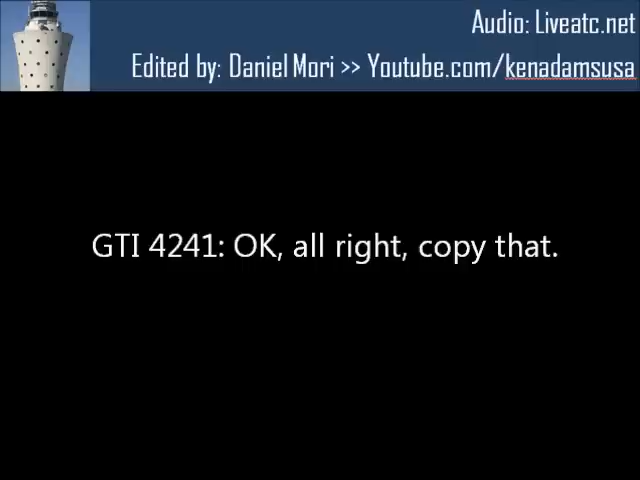 Audio: Liveatc.net
Edited by: Daniel Mori >> Youtube.com/kenadamsusa
GTI 4241: OK, all right, copy that.